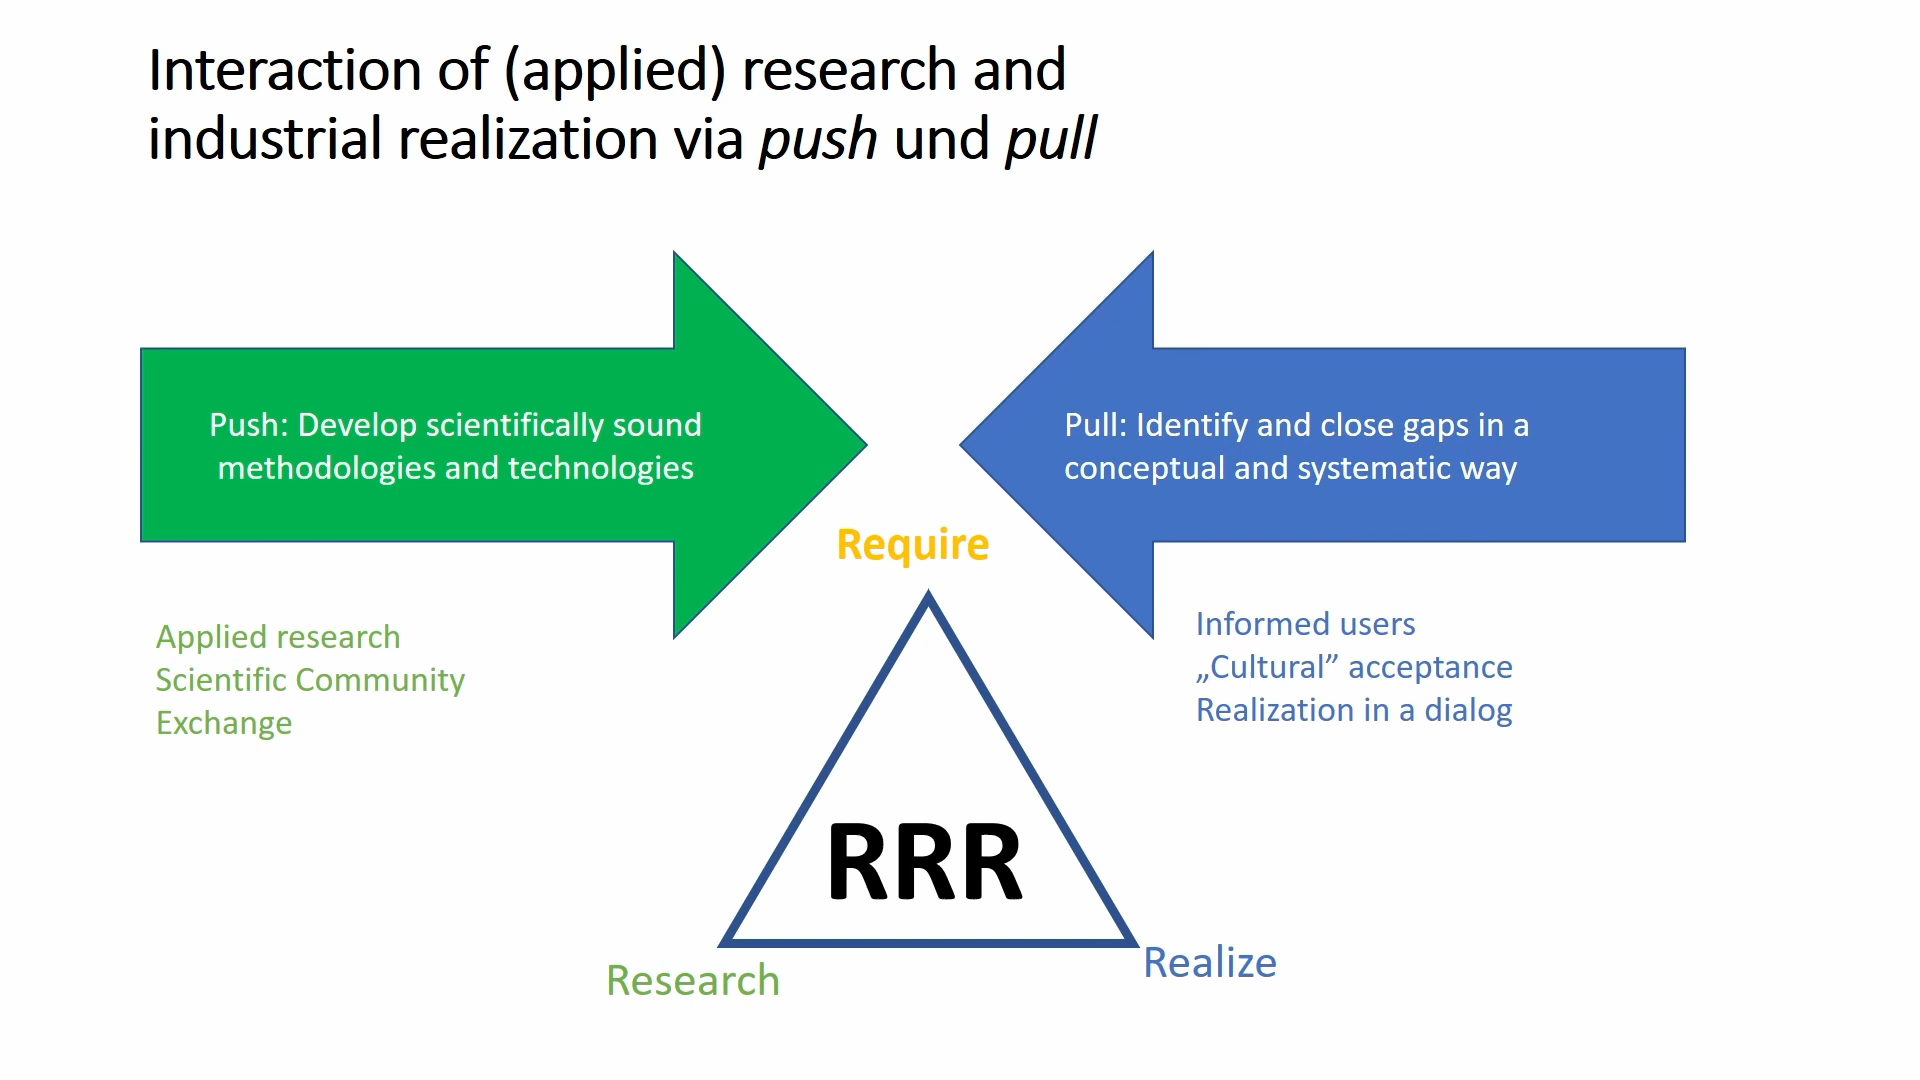 Interaction of (applied) research and
industrial realization via push und pull
Push: Develop scientifically sound
methodologies and technologies
Pull: Identify and close gaps in a
conceptual and systematic way
Require
Applied research
Scientific Community
Exchange
Informed users
„Cultural” acceptance
Realization in a dialog
RRR
Research
Realize